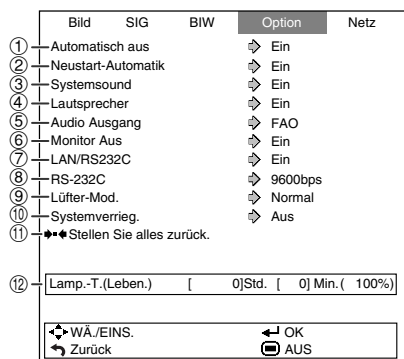 Bild SIG BIW Option Netz
① Automatisch aus Ein
② Neustart-Automatik Ein
③ Systemsound Ein
④ Lautsprecher Ein
⑤ Audio Ausgang FAO
⑥ Monitor Aus Ein
⑦ LAN/RS232C Ein
⑧ RS-232C 9600bps
⑨ Lüfter-Mod. Normal
⑩ Systemverrieg. Aus
⑪ Stellen Sie alles zurück.
⑫ Lamp.-T.(Leben.) [ 0]Std. [ 0] Min.( 100%)
WÄ./EINS. OK
Zurück AUS